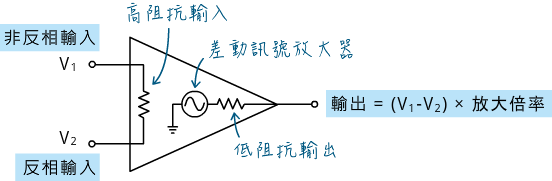 高阻抗輸入
非反相輸入
差動訊號放大器
V₁
輸出 = (V₁-V₂) × 放大倍率
V₂
低阻抗輸出
反相輸入